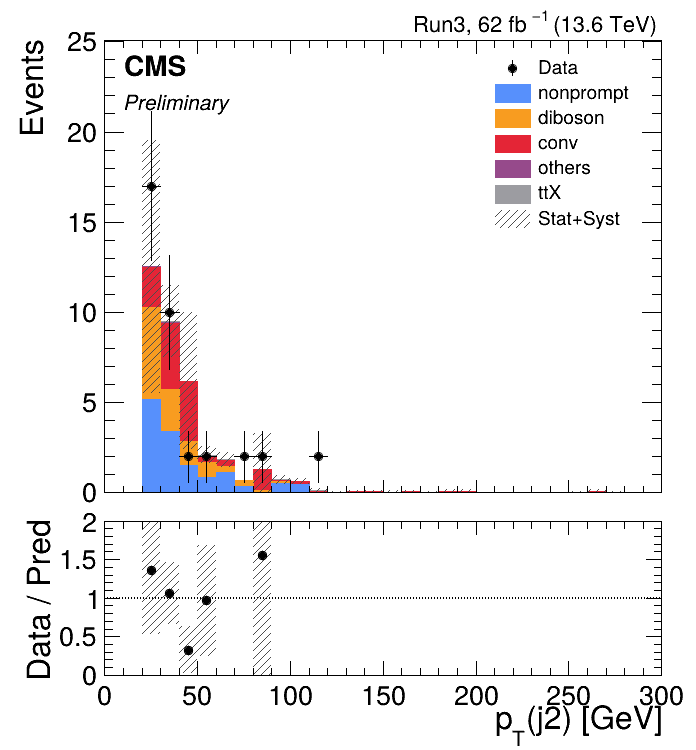 Run3, 62 fb⁻¹ (13.6 TeV)
CMS
Preliminary
Events
25
20
15
10
5
0
Data
nonprompt
diboson
conv
others
ttX
Stat+Syst
Data / Pred
2
1.5
1
0.5
0
0 50 100 150 200 250 300
p_T(j2) [GeV]